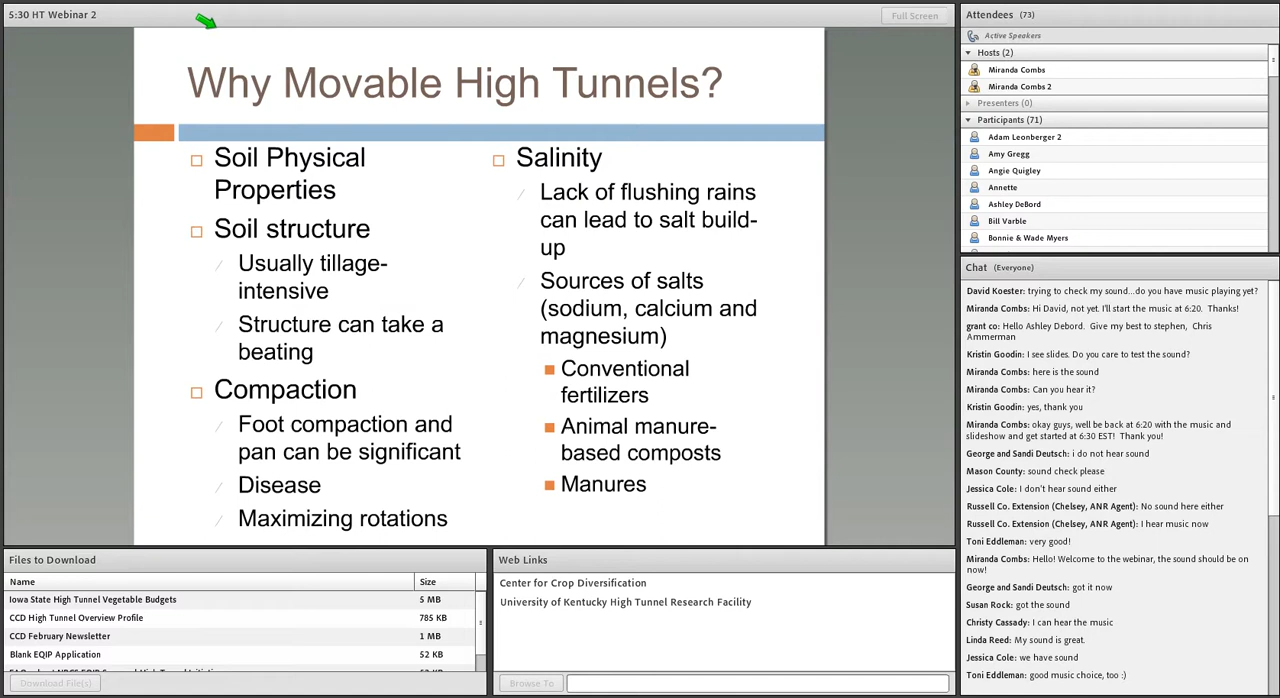 5:30 HT Webinar 2
Full Screen
Why Movable High Tunnels?
Soil Physical
Properties
Soil structure
Usually tillage-
intensive
Structure can take a
beating
Compaction
Foot compaction and
pan can be significant
Disease
Maximizing rotations
Salinity
Lack of flushing rains
can lead to salt build-
up
Sources of salts
(sodium, calcium and
magnesium)
Conventional
fertilizers
Animal manure-
based composts
Manures
Files to Download
Name Size
Iowa State High Tunnel Vegetable Budgets 5 MB
CCD High Tunnel Overview Profile 785 KB
CCD February Newsletter 1 MB
Blank EQIP Application 52 KB
Download File(s)
Web Links
Center for Crop Diversification
University of Kentucky High Tunnel Research Facility
Browse To
Attendees (73)
Active Speakers
Hosts (2)
Miranda Combs
Miranda Combs 2
Presenters (0)
Participants (71)
Adam Leonberger 2
Amy Gregg
Angie Quigley
Annette
Ashley DeBord
Bill Varble
Bonnie & Wade Myers
Chat (Everyone)
David Koester: trying to check my sound...do you have music playing yet?
Miranda Combs: Hi David, not yet. I'll start the music at 6:20. Thanks!
grant co: Hello Ashley Debord. Give my best to stephen, Chris
Ammerman
Kristin Goodin: I see slides. Do you care to test the sound?
Miranda Combs: here is the sound
Miranda Combs: Can you hear it?
Kristin Goodin: yes, thank you
Miranda Combs: okay guys, well be back at 6:20 with the music and
slideshow and get started at 6:30 EST! Thank you!
George and Sandi Deutsch: i do not hear sound
Mason County: sound check please
Jessica Cole: I don't hear sound either
Russell Co. Extension (Chelsey, ANR Agent): No sound here either
Russell Co. Extension (Chelsey, ANR Agent): I hear music now
Toni Eddleman: very good!
Miranda Combs: Hello! Welcome to the webinar, the sound should be on
now!
George and Sandi Deutsch: got it now
Susan Rock: got the sound
Christy Cassady: I can hear the music
Linda Reed: My sound is great.
Jessica Cole: we have sound
Toni Eddleman: good music choice, too :)